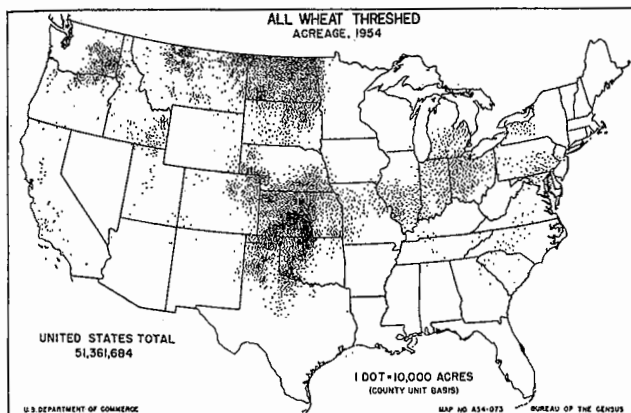 ALL WHEAT THRESHED
ACREAGE, 1954
UNITED STATES TOTAL
51,361,684
1 DOT=10,000 ACRES
(COUNTY UNIT BASIS)
U.S. DEPARTMENT OF COMMERCE
MAP NO A54-073
BUREAU OF THE CENSUS